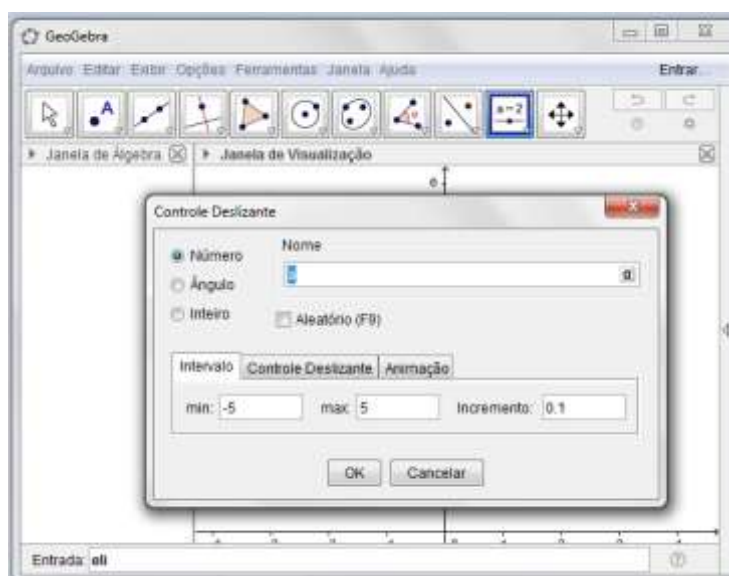 GeoGebra
Arquivo Editar Exibir Opções Ferramentas Janela Ajuda Entrar...
A a=2
Janela de Álgebra Janela de Visualização
6
Controle Deslizante
Número Nome
a α
Ângulo
Inteiro Aleatório (F9)
Intervalo Controle Deslizante Animação
min: -5 max: 5 Incremento: 0.1
OK Cancelar
Entrada: eli